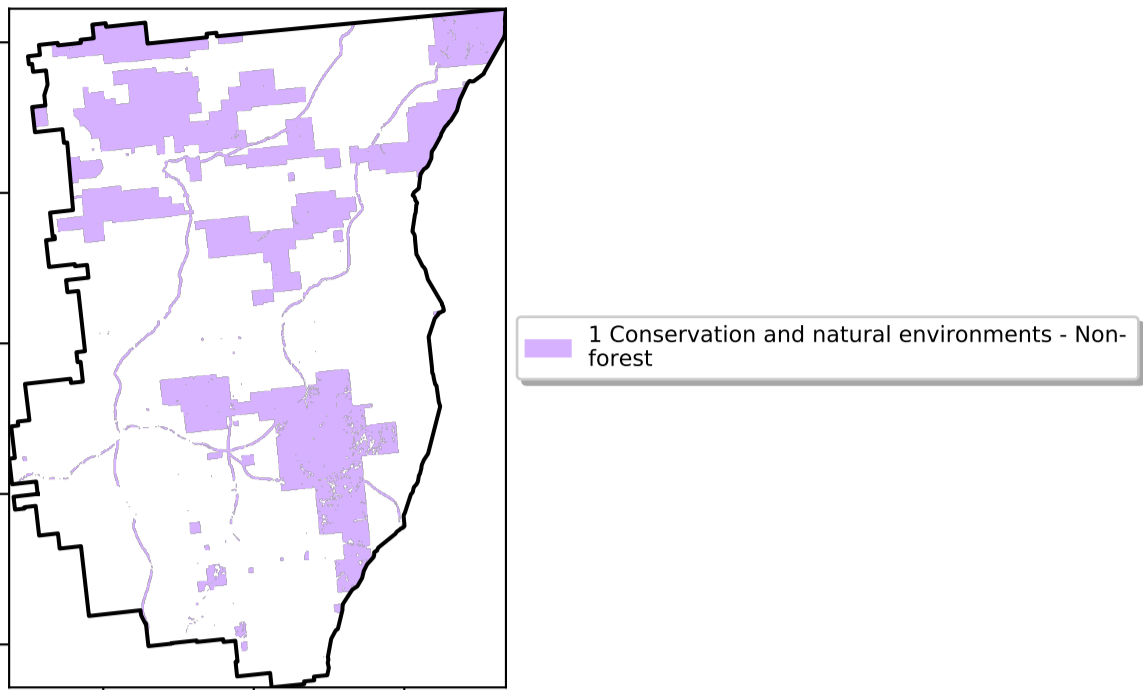 1 Conservation and natural environments - Non-
forest